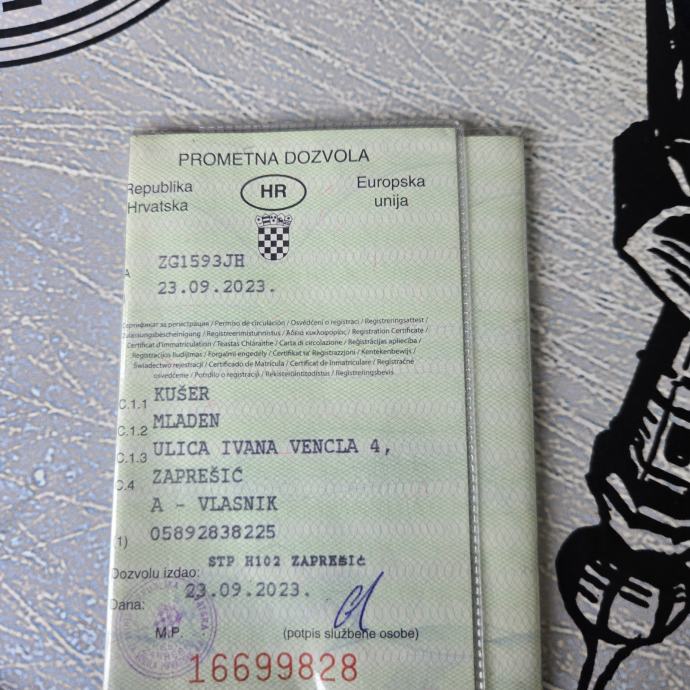 PROMETNA DOZVOLA
Republika Hrvatska
HR
Europska unija
A ZG1593JH
23.09.2023.
Сертификат за регистрация / Permiso de circulación / Osvědčení o registraci / Registreringsattest /
Zulassungsbescheinigung / Registreerimistunnistus / Άδεια κυκλοφορίας / Registration Certificate /
Certificat d'immatriculation / Teastas Chláraithe / Carta di circolazione / Reģistrācijas apliecība /
Registracijos liudijimas / Forgalmi engedély / Ċertifikat ta' Reġistrazzjoni / Kentekenbewijs /
Świadectwo rejestracji / Certificado de Matrícula / Certificat de înmatriculare / Registračné
osvedčenie / Potrdilo o registraciji / Rekisteröintitodistus / Registreringsbevis
C.1.1 KUŠER
C.1.2 MLADEN
C.1.3 ULICA IVANA VENCLA 4,
ZAPREŠIĆ
C.4 A - VLASNIK
1) 05892838225
Dozvolu izdao: STP H102 ZAPREŠIĆ
Dana: 23.09.2023.
M.P. (potpis službene osobe)
16699828